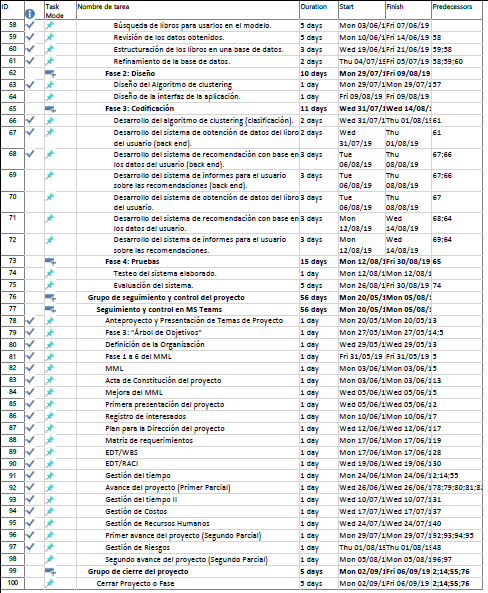 ID Task Mode Nombre de tarea Duration Start Finish Predecessors
58 Búsqueda de libros para usarlos en el modelo. 5 days Mon 03/06/1 Fri 07/06/19
59 Revisión de los datos obtenidos. 5 days Mon 10/06/1 Fri 14/06/19 58
60 Estructuración de los libros en una base de datos. 3 days Wed 19/06/1 Fri 21/06/19 59;58
61 Refinamiento de la base de datos. 2 days Thu 04/07/19 Fri 05/07/19 58;59;60
62 Fase 2: Diseño 10 days Mon 29/07/1 Fri 09/08/19
63 Diseño del Algoritmo de clustering 1 day Mon 29/07/1 Mon 29/07/1 57
64 Diseño de la interfaz de la aplicación. 1 day Fri 09/08/19 Fri 09/08/19
65 Fase 3: Codificación 11 days Wed 31/07/1 Wed 14/08/1
66 Desarrollo del algoritmo de clustering (clasificación). 2 days Wed 31/07/1 Thu 01/08/19 61
67 Desarrollo del sistema de obtención de datos del libro 2 days Wed Thu 61
del usuario (back end). 31/07/19 01/08/19
68 Desarrollo del sistema de recomendación con base en 3 days Tue Thu 67;66
los datos del usuario (back end). 06/08/19 08/08/19
69 Desarrollo del sistema de informes para el usuario 3 days Tue Thu 67;66
sobre las recomendaciones (back end). 06/08/19 08/08/19
70 Desarrollo del sistema de obtención de datos del libro 3 days Tue Thu 67
del usuario. 06/08/19 08/08/19
71 Desarrollo del sistema de recomendación con base en 3 days Mon Wed 68;64
los datos del usuario. 12/08/19 14/08/19
72 Desarrollo del sistema de informes para el usuario 3 days Mon Wed 69;64
sobre las recomendaciones. 12/08/19 14/08/19
73 Fase 4: Pruebas 15 days Mon 12/08/1 Fri 30/08/19 65
74 Testeo del sistema elaborado. 1 day Mon 12/08/1 Mon 12/08/1
75 Evaluación del sistema. 5 days Mon 26/08/1 Fri 30/08/19 74
76 Grupo de seguimiento y control del proyecto 56 days Mon 20/05/1 Mon 05/08/1
77 Seguimiento y control en MS Teams 56 days Mon 20/05/1 Mon 05/08/1
78 Anteproyecto y Presentación de Temas de Proyecto 1 day Mon 20/05/1 Mon 20/05/1 3
79 Fase 3: "Árbol de Objetivos" 1 day Mon 27/05/1 Mon 27/05/1 4;5
80 Definición de la Organización 1 day Wed 29/05/1 Wed 29/05/1 3
81 Fase 1 a 6 del MML 1 day Fri 31/05/19 Fri 31/05/19 5
82 MML 1 day Mon 03/06/1 Mon 03/06/1 5
83 Acta de Constitución del proyecto 1 day Mon 03/06/1 Mon 03/06/1 13
84 Mejora del MML 1 day Wed 05/06/1 Wed 05/06/1 5
85 Primera presentación del proyecto 1 day Wed 05/06/1 Wed 05/06/1 2
86 Registro de interesados 1 day Mon 10/06/1 Mon 10/06/1 7
87 Plan para la Dirección del proyecto 1 day Wed 12/06/1 Wed 12/06/1 17
88 Matriz de requerimientos 1 day Mon 17/06/1 Mon 17/06/1 19
89 EDT/WBS 1 day Mon 17/06/1 Mon 17/06/1 28
90 EDT/RACI 1 day Wed 19/06/1 Wed 19/06/1 30
91 Gestión del tiempo 1 day Mon 24/06/1 Mon 24/06/1 2;14;55
92 Avance del proyecto (Primer Parcial) 1 day Wed 26/06/1 Wed 26/06/1 78;79;80;81;82
93 Gestión del tiempo II 1 day Wed 10/07/1 Wed 10/07/1 31
94 Gestión de Costos 1 day Wed 17/07/1 Wed 17/07/1 37
95 Gestión de Recursos Humanos 1 day Wed 24/07/1 Wed 24/07/1 40
96 Primer avance del proyecto (Segundo Parcial) 1 day Mon 29/07/1 Mon 29/07/1 92;93;94;95
97 Gestión de Riesgos 1 day Thu 01/08/19 Thu 01/08/19 48
98 Segundo avance del proyecto (Segundo Parcial) 1 day Mon 05/08/1 Mon 05/08/1 96;97
99 Grupo de cierre del proyecto 5 days Mon 02/09/1 Fri 06/09/19 2;14;55;76
100 Cerrar Proyecto o Fase 5 days Mon 02/09/1 Fri 06/09/19 2;14;55;76